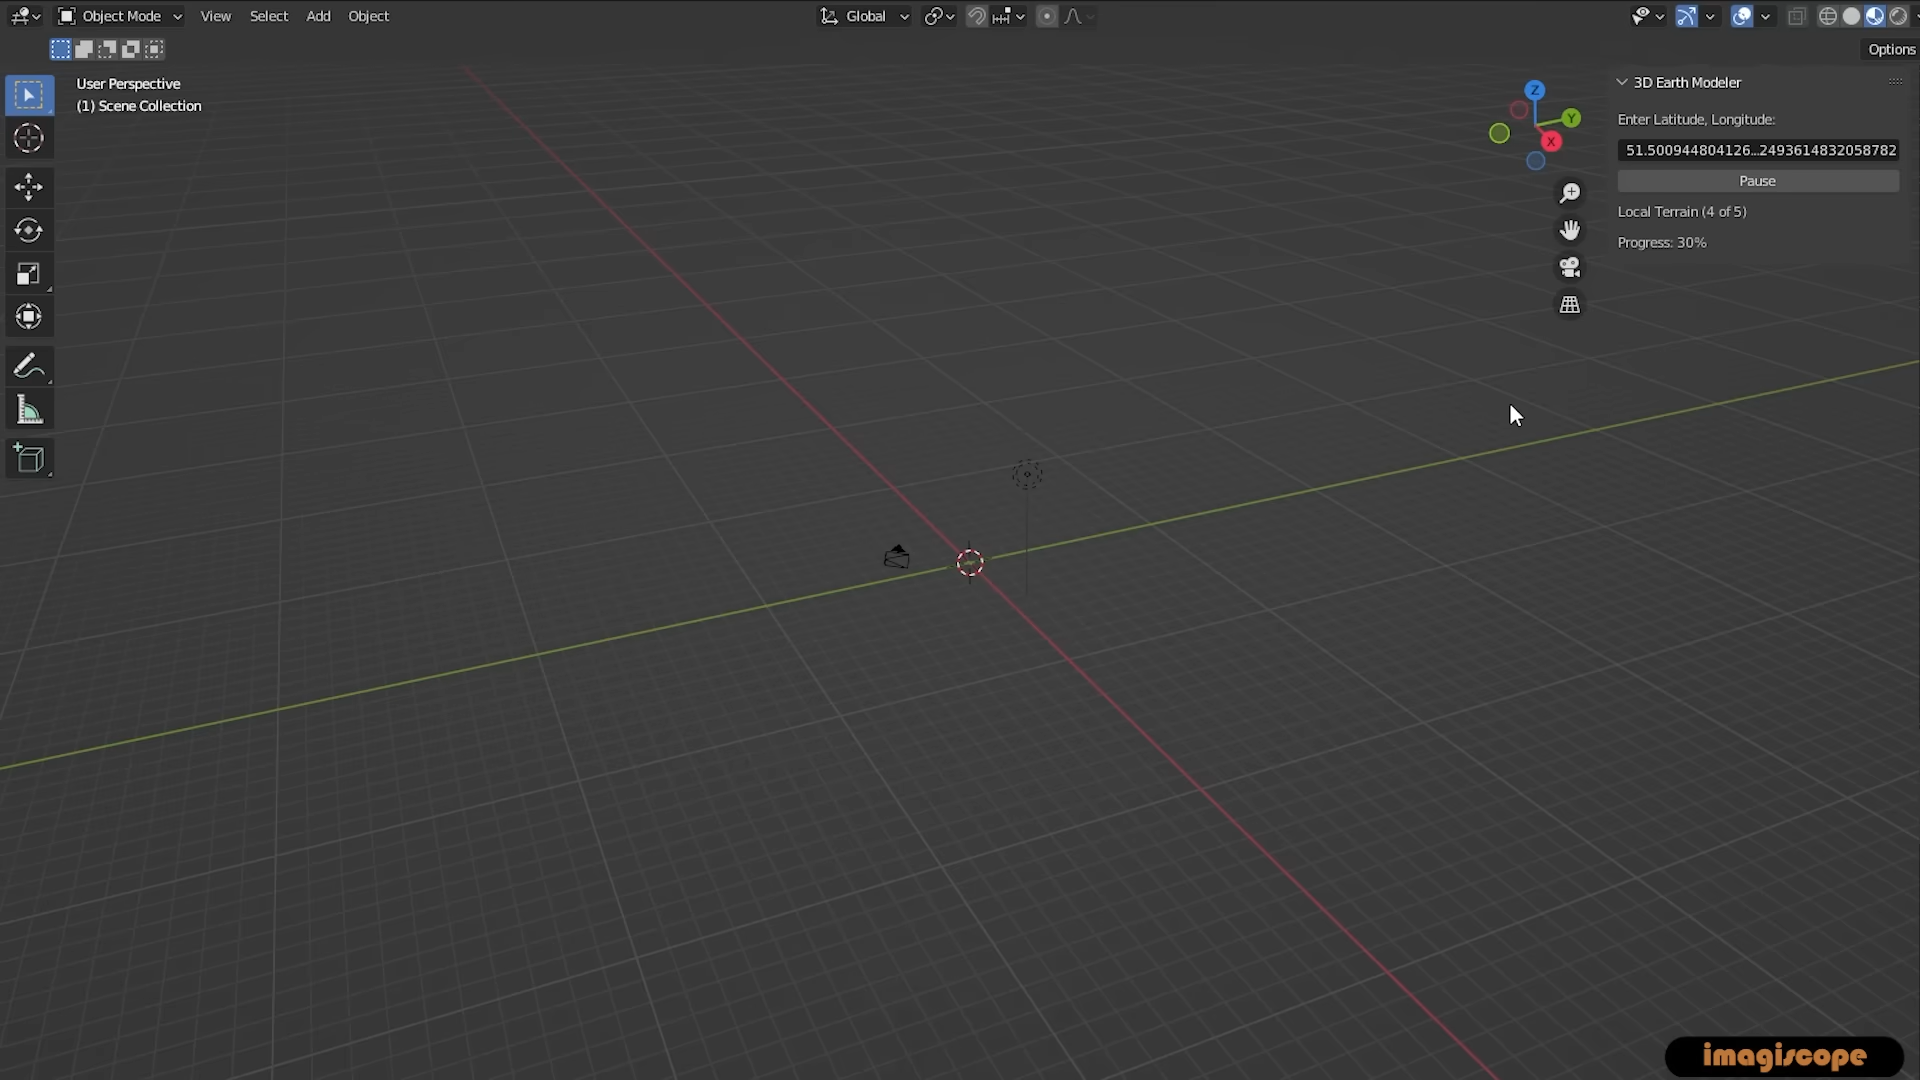 Object Mode View Select Add Object Global
Options
User Perspective
(1) Scene Collection
Z
Y
X
3D Earth Modeler
Enter Latitude, Longitude:
51.500944804126...2493614832058782
Pause
Local Terrain (4 of 5)
Progress: 30%
imagiscope